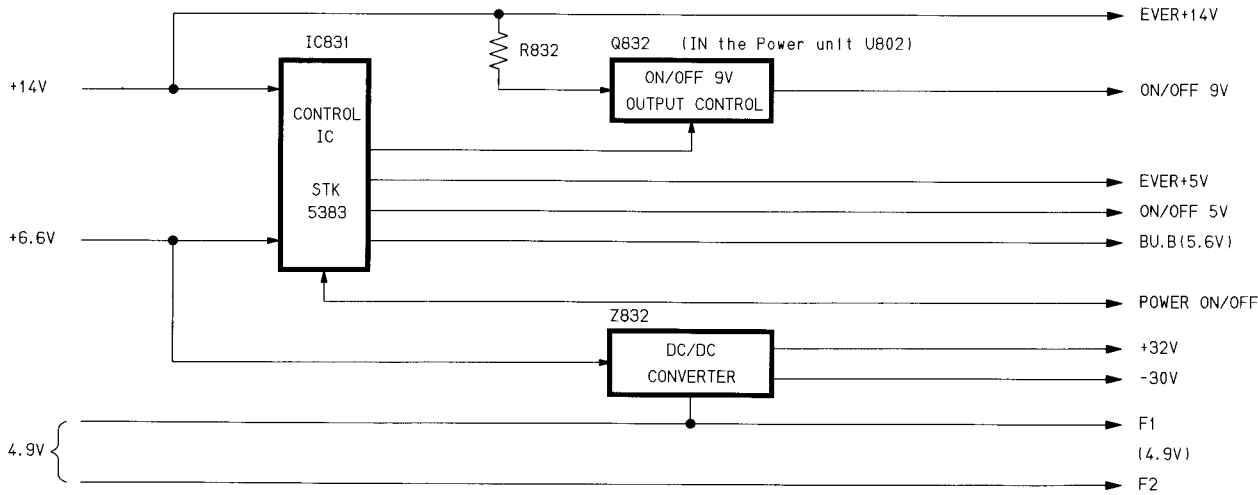 EVER+14V
IC831
R832
Q832 (IN the Power unit U802)
+14V
ON/OFF 9V
OUTPUT CONTROL
ON/OFF 9V
CONTROL
IC
STK
5383
EVER+5V
ON/OFF 5V
+6.6V
BU.B(5.6V)
POWER ON/OFF
Z832
DC/DC
CONVERTER
+32V
-30V
4.9V
F1
(4.9V)
F2